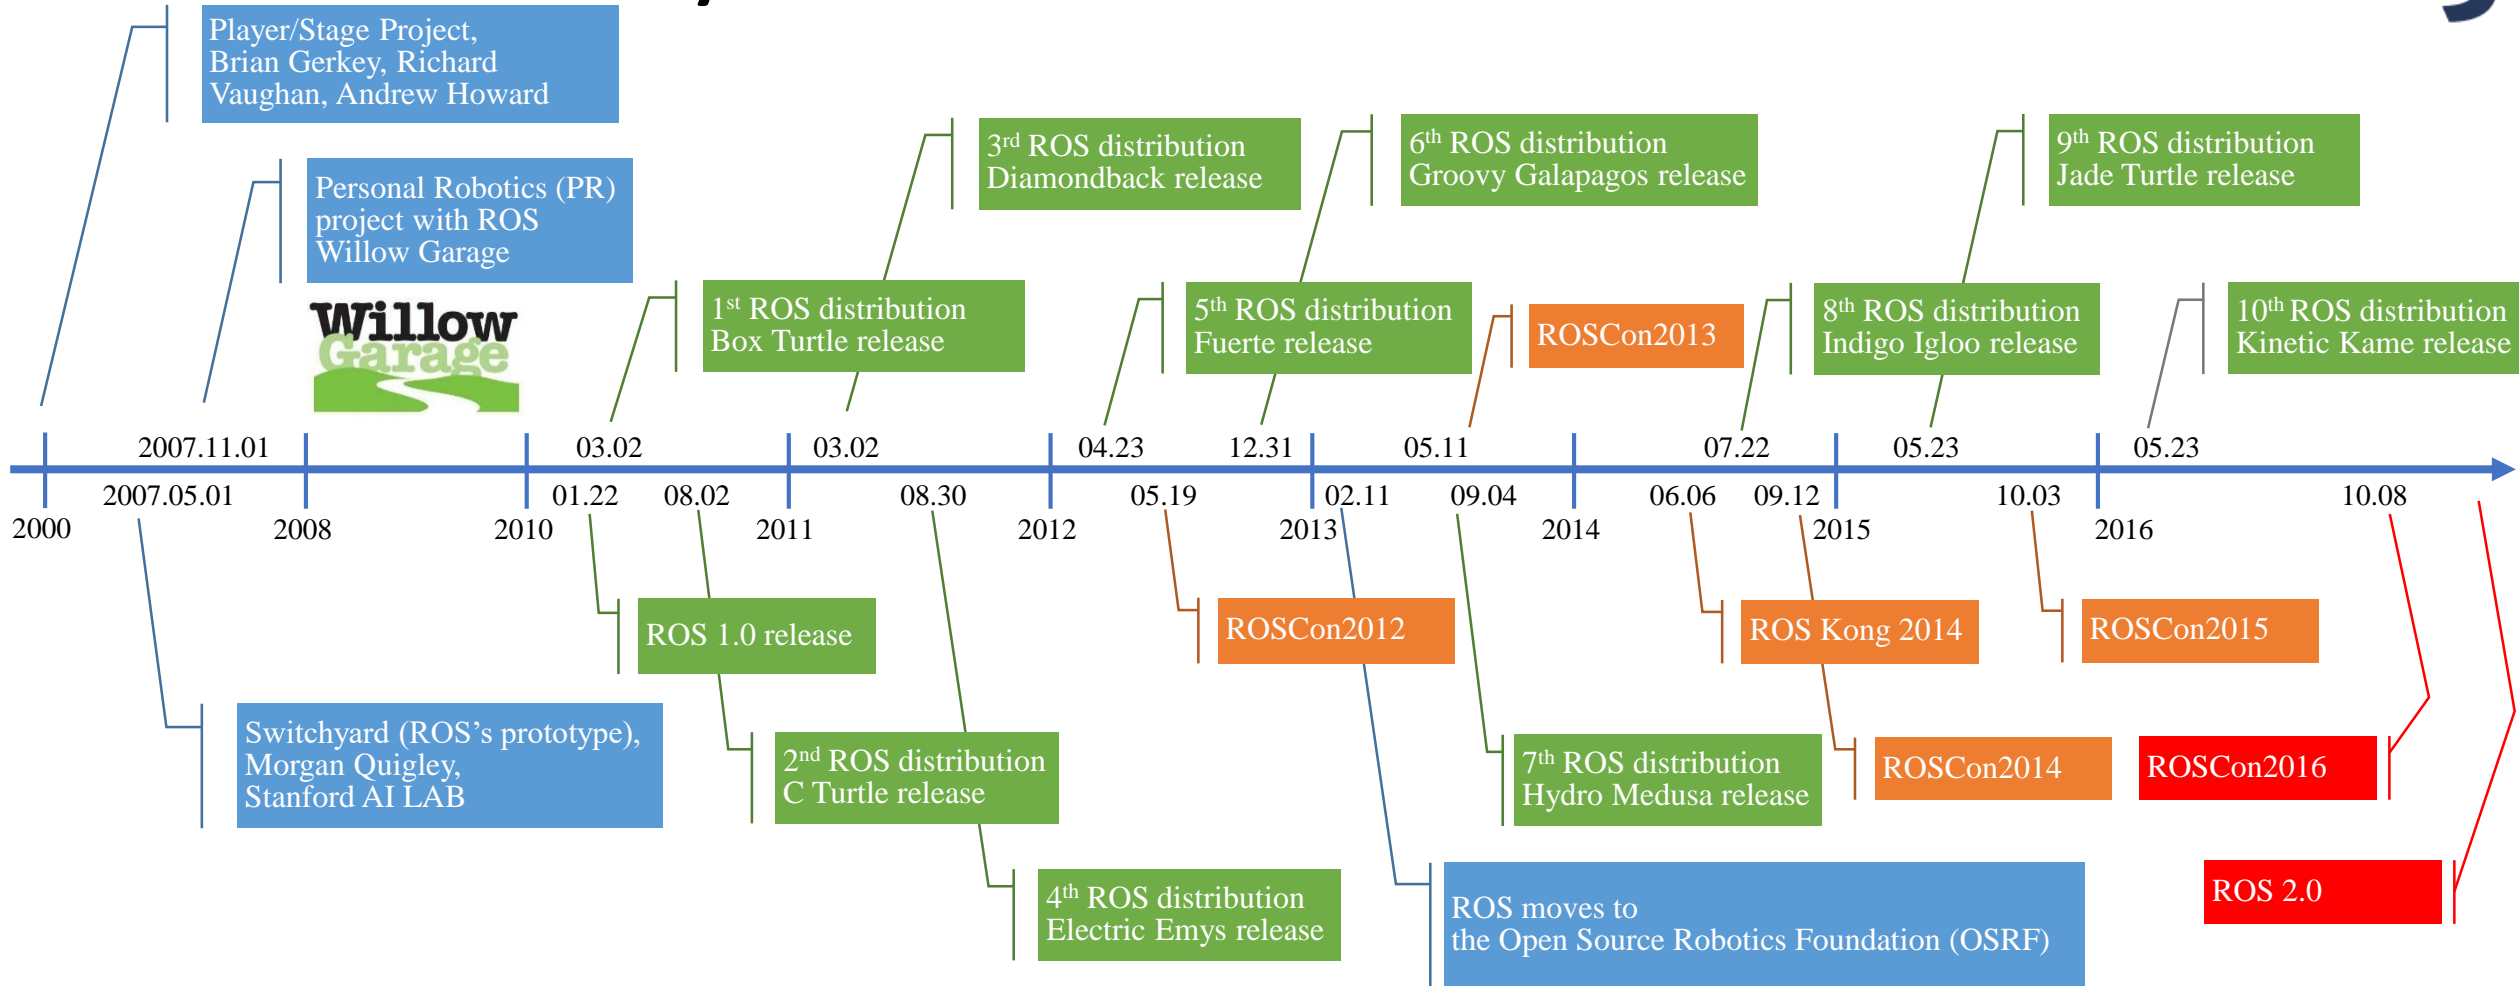 Player/Stage Project,
Brian Gerkey, Richard
Vaughan, Andrew Howard
Personal Robotics (PR)
project with ROS
Willow Garage
Willow
Garage
3rd ROS distribution
Diamondback release
6th ROS distribution
Groovy Galapagos release
9th ROS distribution
Jade Turtle release
1st ROS distribution
Box Turtle release
5th ROS distribution
Fuerte release
ROSCon2013
8th ROS distribution
Indigo Igloo release
10th ROS distribution
Kinetic Kame release
2007.11.01 03.02 03.02 04.23 12.31 05.11 07.22 05.23 05.23
2007.05.01 01.22 08.02 08.30 05.19 02.11 09.04 06.06 09.12 10.03 10.08
2000 2008 2010 2011 2012 2013 2014 2015 2016
ROS 1.0 release
ROSCon2012
ROS Kong 2014
ROSCon2015
Switchyard (ROS’s prototype),
Morgan Quigley,
Stanford AI LAB
2nd ROS distribution
C Turtle release
7th ROS distribution
Hydro Medusa release
ROSCon2014
ROSCon2016
4th ROS distribution
Electric Emys release
ROS moves to
the Open Source Robotics Foundation (OSRF)
ROS 2.0